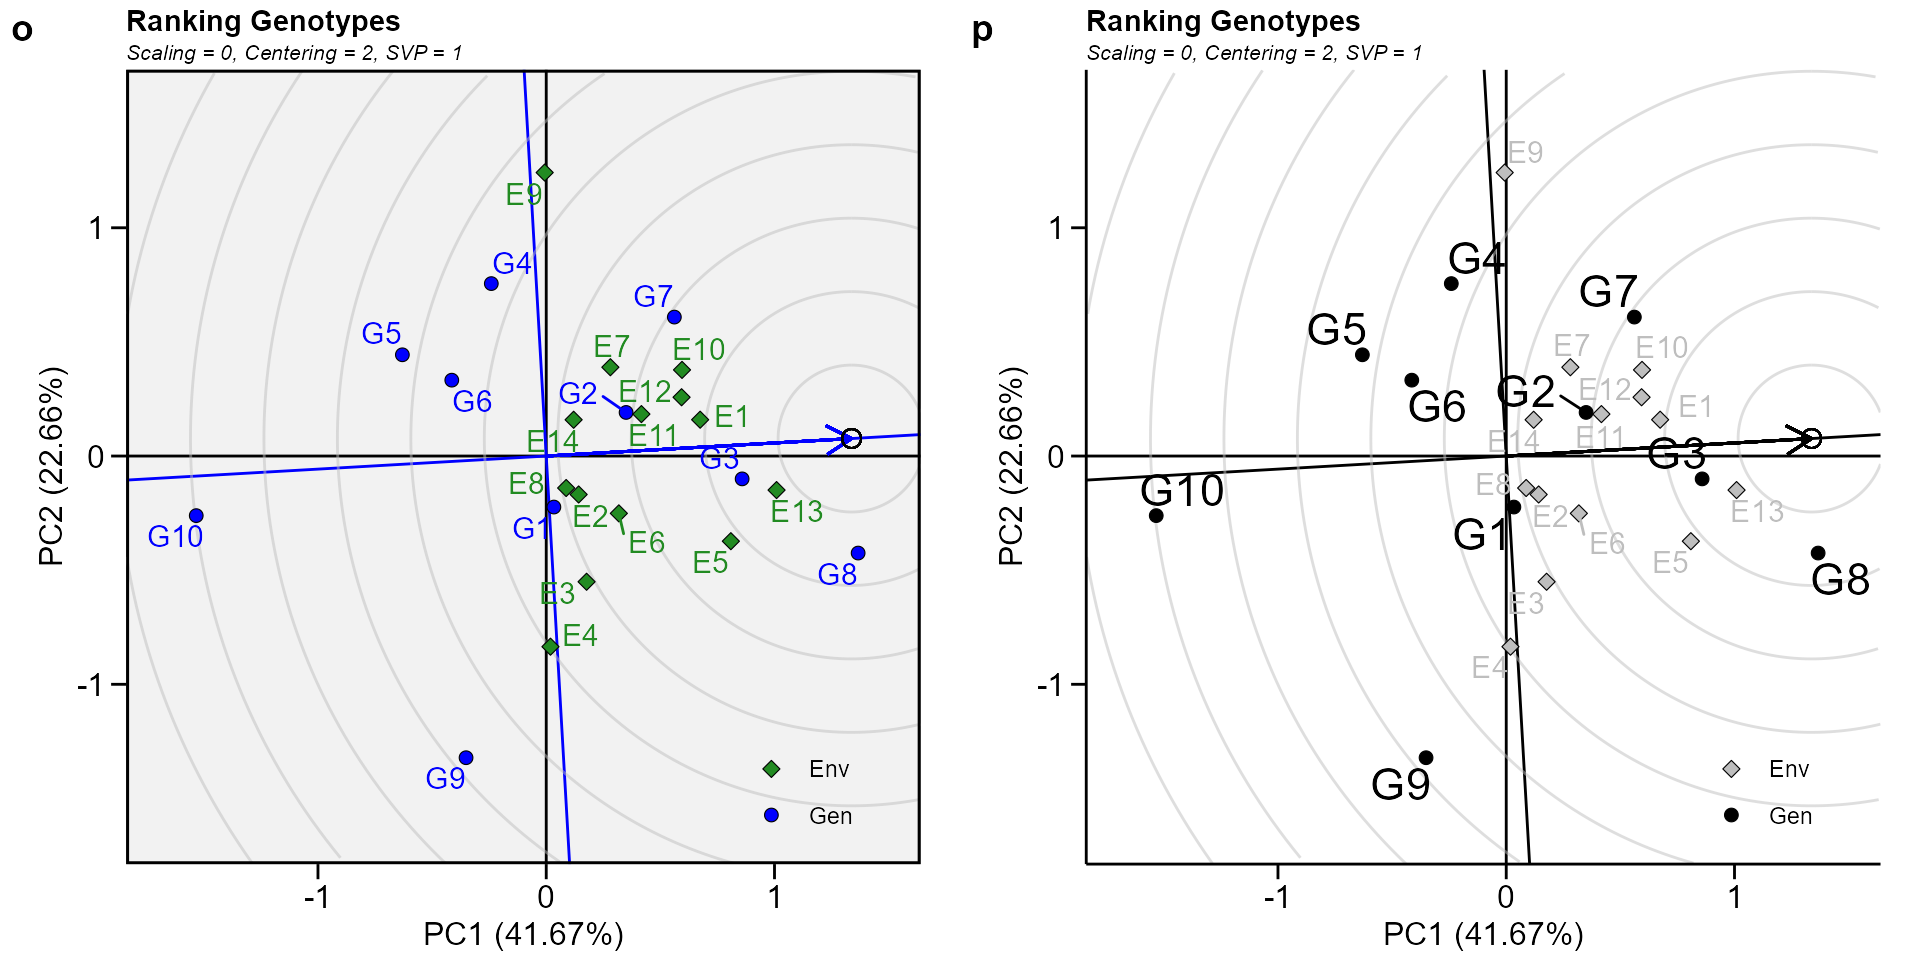 o
Ranking Genotypes
Scaling = 0, Centering = 2, SVP = 1
E9
G4
G7
G5
E7
E10
G6
G2
E12
E1
E14
E11
G3
E8
G10
G1
E2
E13
E6
E5
G8
E3
E4
G9
Env
Gen
1
0
-1
-1
0
1
PC1 (41.67%)
PC2 (22.66%)
p
Ranking Genotypes
Scaling = 0, Centering = 2, SVP = 1
E9
G4
G7
G5
E7
E10
G6
G2
E12
E1
E14
E11
G3
E8
G10
G1
E2
E13
E6
E5
G8
E3
E4
G9
Env
Gen
1
0
-1
-1
0
1
PC1 (41.67%)
PC2 (22.66%)